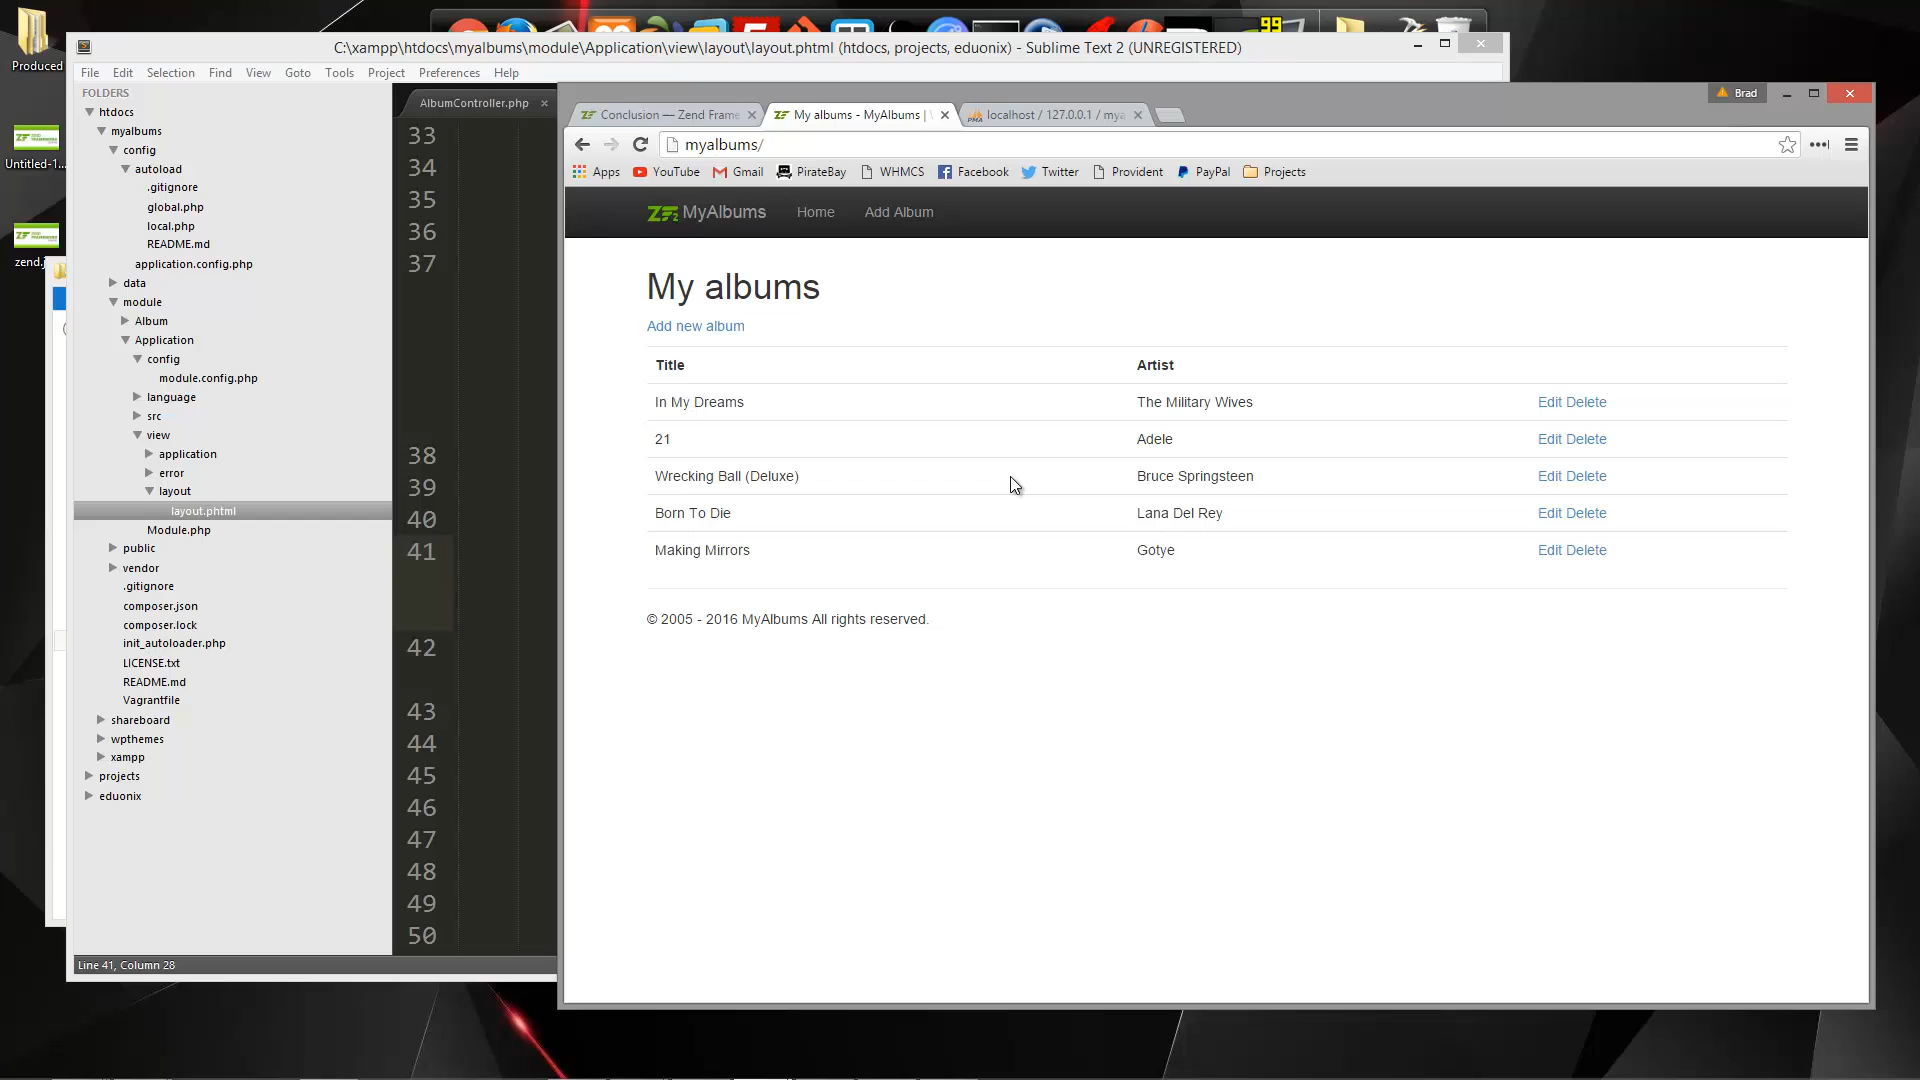 Produced
Untitled-1...
zend.j
99
C:\xampp\htdocs\myalbums\module\Application\view\layout\layout.phtml (htdocs, projects, eduonix) - Sublime Text 2 (UNREGISTERED)
File Edit Selection Find View Goto Tools Project Preferences Help
FOLDERS
htdocs
myalbums
config
autoload
.gitignore
global.php
local.php
README.md
application.config.php
data
module
Album
Application
config
module.config.php
language
src
view
application
error
layout
layout.phtml
Module.php
public
vendor
.gitignore
composer.json
composer.lock
init_autoloader.php
LICENSE.txt
README.md
Vagrantfile
shareboard
wpthemes
xampp
projects
eduonix
AlbumController.php
33
34
35
36
37
38
39
40
41
42
43
44
45
46
47
48
49
50
Line 41, Column 28
Brad
Conclusion — Zend Frame
My albums - MyAlbums |
localhost / 127.0.0.1 / mya
myalbums/
Apps YouTube Gmail PirateBay WHMCS Facebook Twitter Provident PayPal Projects
ZF2 MyAlbums Home Add Album
My albums
Add new album
Title Artist
In My Dreams The Military Wives Edit Delete
21 Adele Edit Delete
Wrecking Ball (Deluxe) Bruce Springsteen Edit Delete
Born To Die Lana Del Rey Edit Delete
Making Mirrors Gotye Edit Delete
© 2005 - 2016 MyAlbums All rights reserved.